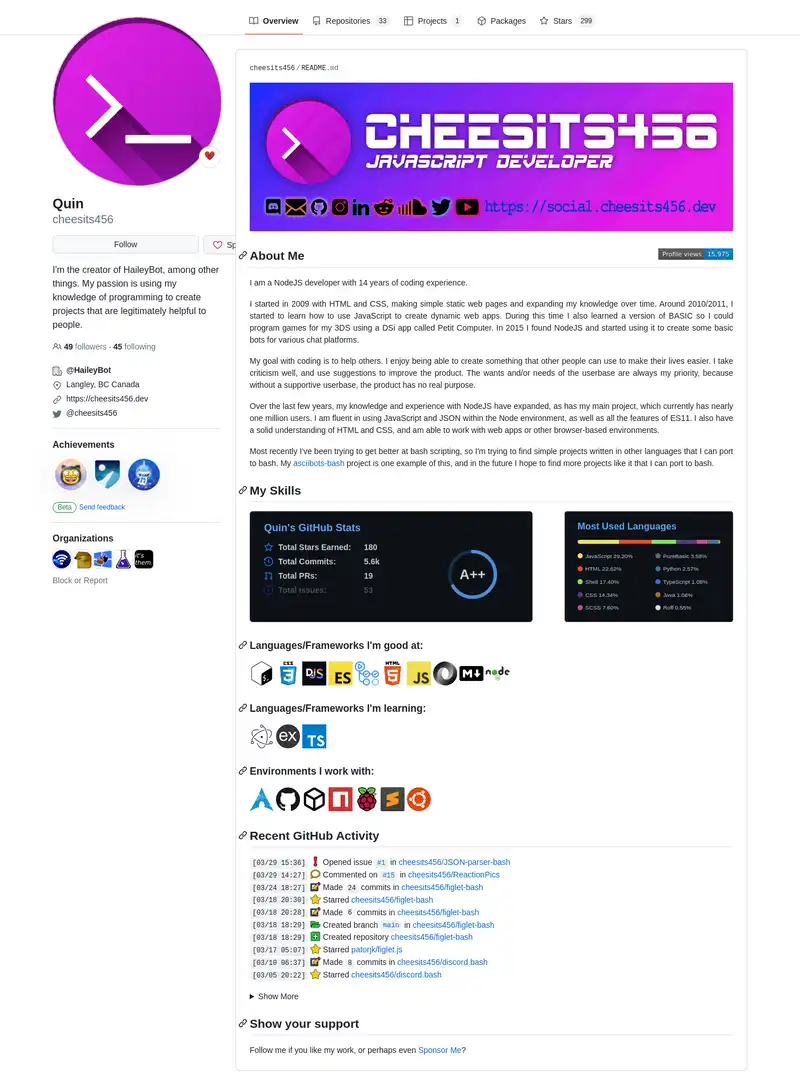 Overview Repositories 33 Projects 1 Packages Stars 299
Quin
cheesits456
Follow
Sp
I'm the creator of HaileyBot, among other
things. My passion is using my
knowledge of programming to create
projects that are legitimately helpful to
people.
49 followers · 45 following
@HaileyBot
Langley, BC Canada
https://cheesits456.dev
@cheesits456
Achievements
Beta Send feedback
Organizations
it's
them.
Block or Report
cheesits456/README.md
CHEESITS456
JAVASCRIPT DEVELOPER
https://social.cheesits456.dev
About Me
Profile views 15,975
I am a NodeJS developer with 14 years of coding experience.
I started in 2009 with HTML and CSS, making simple static web pages and expanding my knowledge over time. Around 2010/2011, I
started to learn how to use JavaScript to create dynamic web apps. During this time I also learned a version of BASIC so I could
program games for my 3DS using a DSi app called Petit Computer. In 2015 I found NodeJS and started using it to create some basic
bots for various chat platforms.
My goal with coding is to help others. I enjoy being able to create something that other people can use to make their lives easier. I take
criticism well, and use suggestions to improve the product. The wants and/or needs of the userbase are always my priority, because
without a supportive userbase, the product has no real purpose.
Over the last few years, my knowledge and experience with NodeJS have expanded, as has my main project, which currently has nearly
one million users. I am fluent in using JavaScript and JSON within the Node environment, as well as all the features of ES11. I also have
a solid understanding of HTML and CSS, and am able to work with web apps or other browser-based environments.
Most recently I've been trying to get better at bash scripting, so I'm trying to find simple projects written in other languages that I can port
to bash. My asciibots-bash project is one example of this, and in the future I hope to find more projects like it that I can port to bash.
My Skills
Quin's GitHub Stats
Total Stars Earned: 180
Total Commits: 5.6k
Total PRs: 19
Total Issues: 53
A++
Most Used Languages
JavaScript 29.20% PureBasic 3.58%
HTML 22.62% Python 2.57%
Shell 17.40% TypeScript 1.08%
CSS 14.34% Java 1.06%
SCSS 7.60% Roff 0.55%
Languages/Frameworks I'm good at:
CSS 3 DJS ES HTML 5 JS M node
Languages/Frameworks I'm learning:
ex TS
Environments I work with:
Recent GitHub Activity
[03/29 15:36] Opened issue #1 in cheesits456/JSON-parser-bash
[03/29 14:27] Commented on #15 in cheesits456/ReactionPics
[03/24 18:27] Made 24 commits in cheesits456/figlet-bash
[03/18 20:30] Starred cheesits456/figlet-bash
[03/18 20:28] Made 6 commits in cheesits456/figlet-bash
[03/18 18:29] Created branch main in cheesits456/figlet-bash
[03/18 18:29] Created repository cheesits456/figlet-bash
[03/17 05:07] Starred patorjk/figlet.js
[03/10 06:37] Made 8 commits in cheesits456/discord.bash
[03/05 20:22] Starred cheesits456/discord.bash
Show More
Show your support
Follow me if you like my work, or perhaps even Sponsor Me?